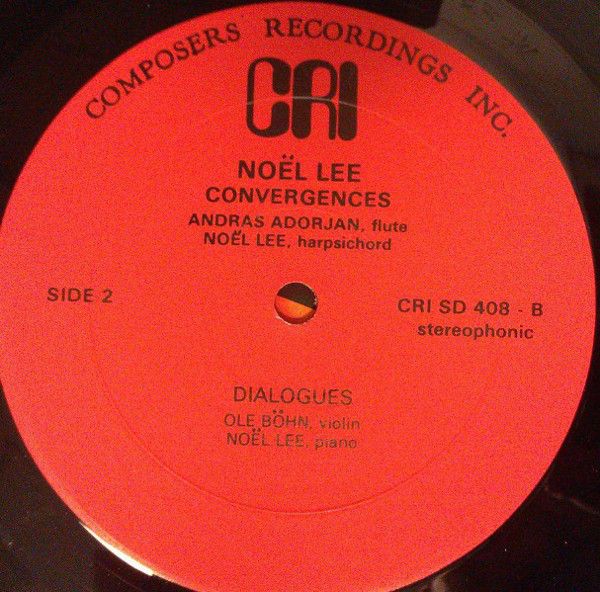 COMPOSERS RECORDINGS INC.
CRI
NOËL LEE
CONVERGENCES
ANDRAS ADORJAN, flute
NOËL LEE, harpsichord
SIDE 2
CRI SD 408 - B
stereophonic
DIALOGUES
OLE BÖHN, violin
NOËL LEE, piano